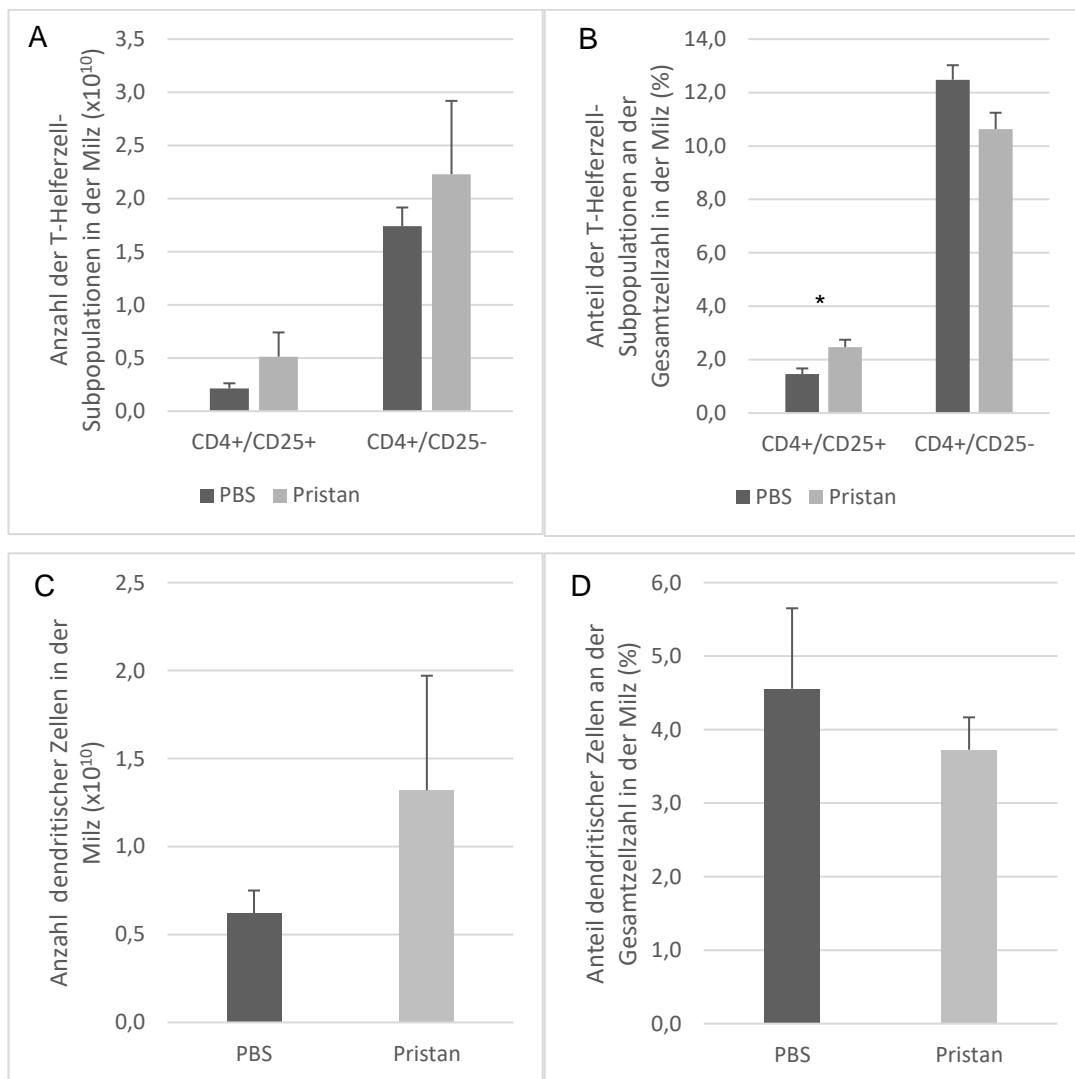 A
Anzahl der T-Helferzell-
Subpopulationen in der Milz (x10¹⁰)
3,5
3,0
2,5
2,0
1,5
1,0
0,5
0,0
CD4+/CD25+ CD4+/CD25-
PBS Pristan
B
Anteil der T-Helferzell-
Subpopulationen an der
Gesamtzellzahl in der Milz (%)
14,0
12,0
10,0
8,0
6,0
4,0
2,0
0,0
*
CD4+/CD25+ CD4+/CD25-
PBS Pristan
C
Anzahl dendritischer Zellen in der
Milz (x10¹⁰)
2,5
2,0
1,5
1,0
0,5
0,0
PBS Pristan
D
Anteil dendritischer Zellen an der
Gesamtzellzahl in der Milz (%)
6,0
5,0
4,0
3,0
2,0
1,0
0,0
PBS Pristan